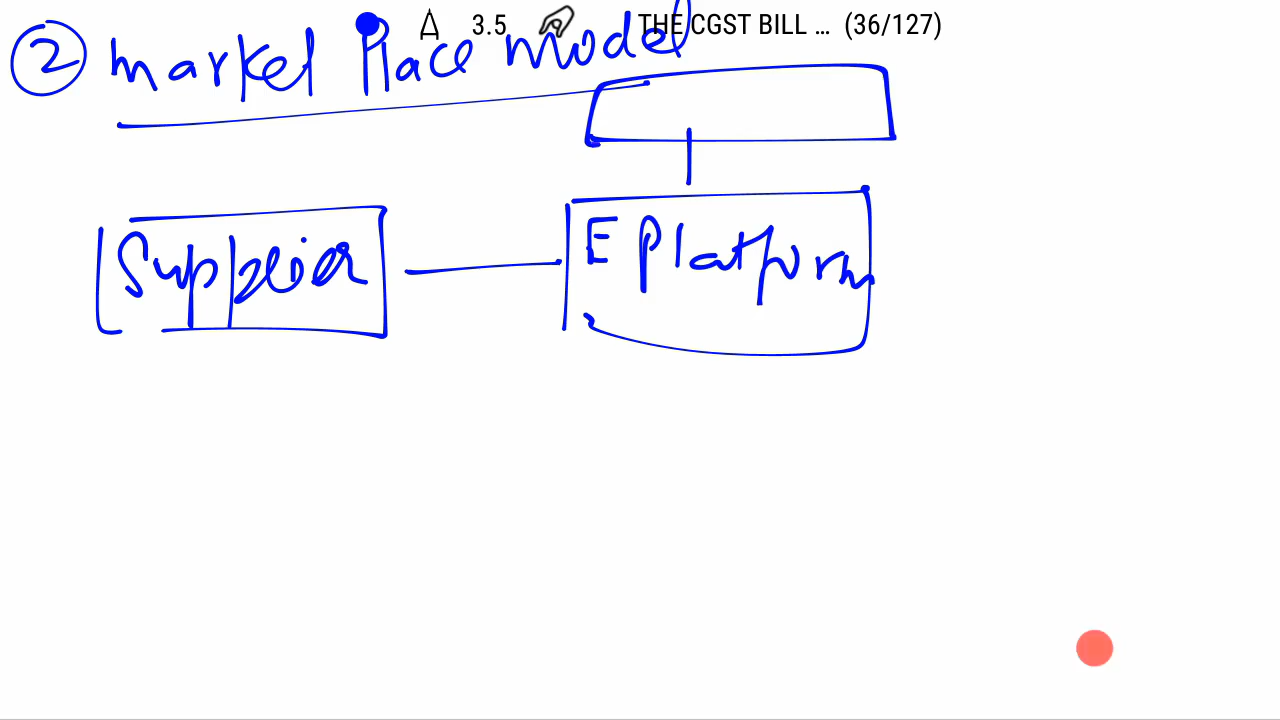 3.5 THE CGST BILL ... (36/127)
2 market Place model
Supplier E Platform